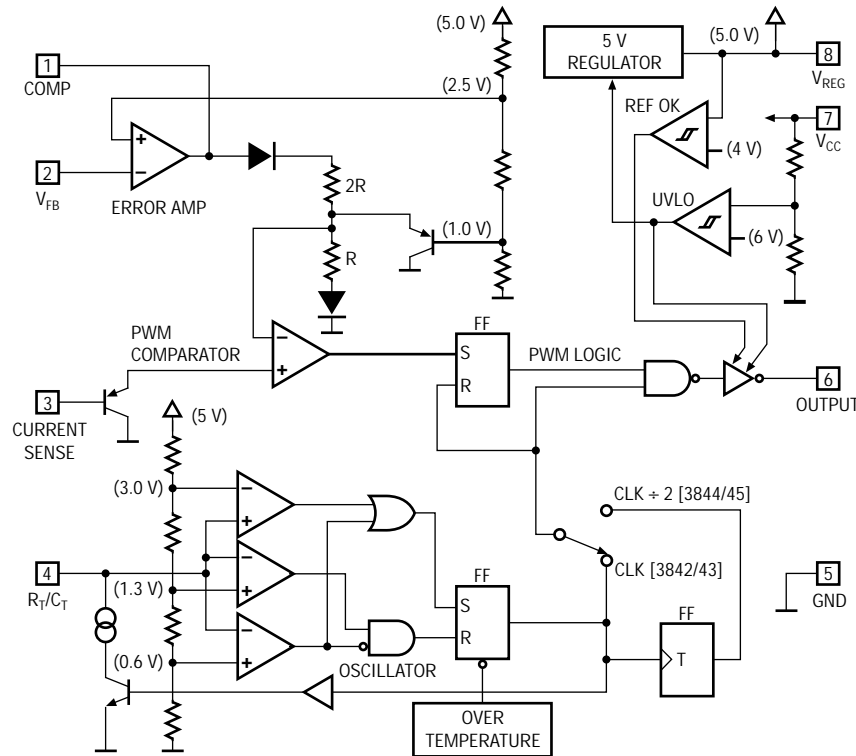 (5.0 V)
5 V
REGULATOR
(5.0 V)
8
VREG
1
COMP
(2.5 V)
REF OK
(4 V)
7
VCC
+
−
2
VFB
ERROR AMP
2R
UVLO
(6 V)
(1.0 V)
R
PWM
COMPARATOR
−
+
FF
S
R
PWM LOGIC
6
OUTPUT
3
CURRENT
SENSE
(5 V)
(3.0 V)
−
+
CLK ÷ 2 [3844/45]
4
RT/CT
−
+
(1.3 V)
CLK [3842/43]
5
GND
FF
S
R
−
+
(0.6 V)
OSCILLATOR
FF
T
OVER
TEMPERATURE